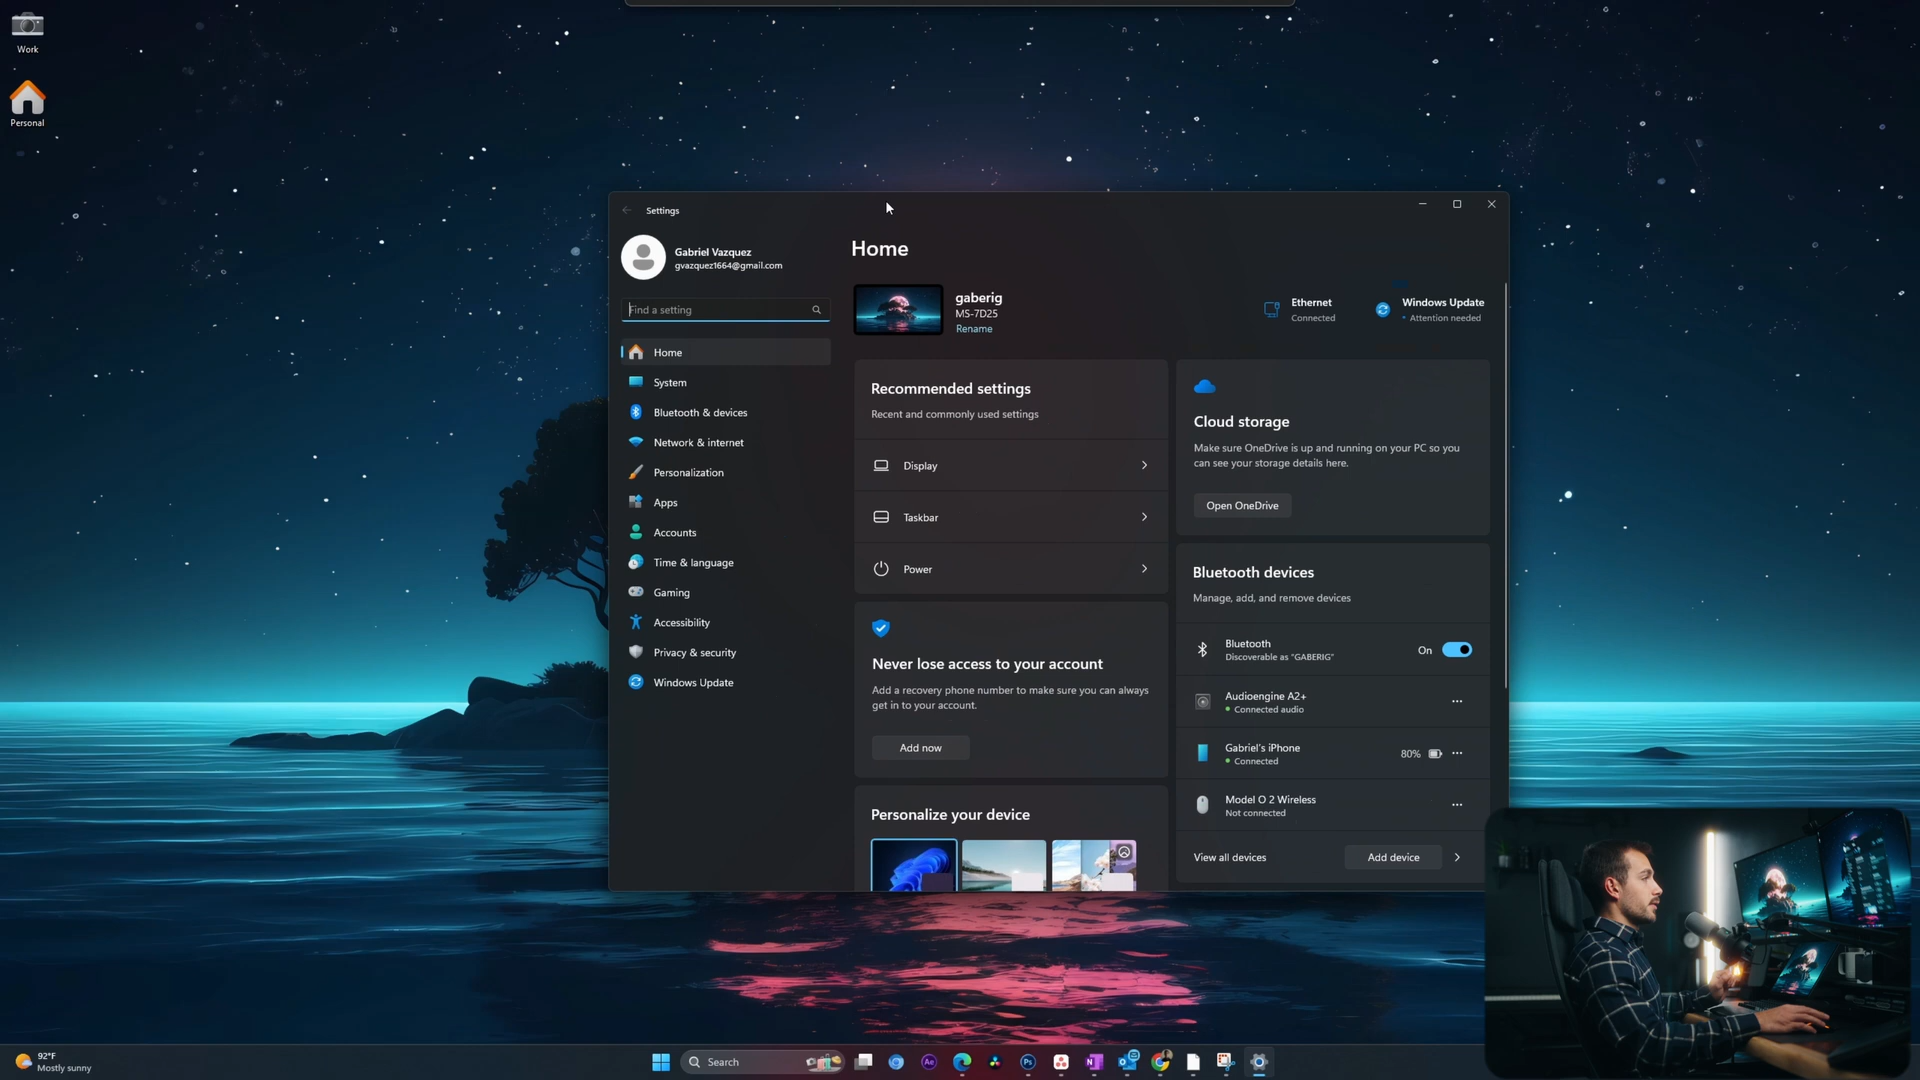 Work
Personal
Settings
Gabriel Vazquez
gvazquez1664@gmail.com
Find a setting
Home
System
Bluetooth & devices
Network & internet
Personalization
Apps
Accounts
Time & language
Gaming
Accessibility
Privacy & security
Windows Update
Home
gaberig
MS-7D25
Rename
Ethernet
Connected
Windows Update
• Attention needed
Recommended settings
Recent and commonly used settings
Display
Taskbar
Power
Never lose access to your account
Add a recovery phone number to make sure you can always
get in to your account.
Add now
Personalize your device
Cloud storage
Make sure OneDrive is up and running on your PC so you
can see your storage details here.
Open OneDrive
Bluetooth devices
Manage, add, and remove devices
Bluetooth
Discoverable as "GABERIG"
On
Audioengine A2+
Connected audio
Gabriel's iPhone
Connected
80%
Model O 2 Wireless
Not connected
View all devices
Add device
92°F
Mostly sunny
Search
Ae
Ps
N